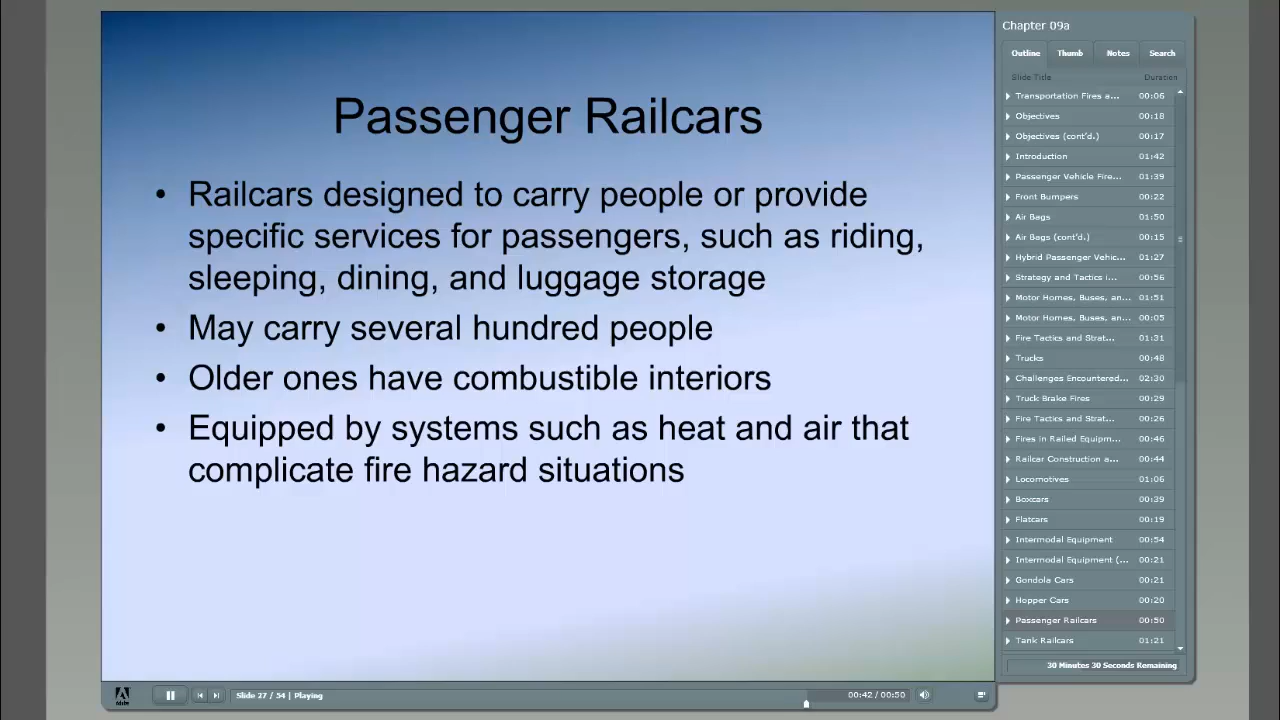 Passenger Railcars
• Railcars designed to carry people or provide
specific services for passengers, such as riding,
sleeping, dining, and luggage storage
• May carry several hundred people
• Older ones have combustible interiors
• Equipped by systems such as heat and air that
complicate fire hazard situations
Chapter 09a
Outline Thumb Notes Search
Slide Title Duration
Transportation Fires a... 00:06
Objectives 00:18
Objectives (cont'd.) 00:17
Introduction 01:42
Passenger Vehicle Fire... 01:39
Front Bumpers 00:22
Air Bags 01:50
Air Bags (cont'd.) 00:15
Hybrid Passenger Vehic... 01:27
Strategy and Tactics i... 00:56
Motor Homes, Buses, an... 01:51
Motor Homes, Buses, an... 00:05
Fire Tactics and Strat... 01:31
Trucks 00:48
Challenges Encountered... 02:30
Truck Brake Fires 00:29
Fire Tactics and Strat... 00:26
Fires in Railed Equipm... 00:46
Railcar Construction a... 00:44
Locomotives 01:06
Boxcars 00:39
Flatcars 00:19
Intermodal Equipment 00:54
Intermodal Equipment (... 00:21
Gondola Cars 00:21
Hopper Cars 00:20
Passenger Railcars 00:50
Tank Railcars 01:21
30 Minutes 30 Seconds Remaining
Adobe
Slide 27 / 54 | Playing
00:42 / 00:50